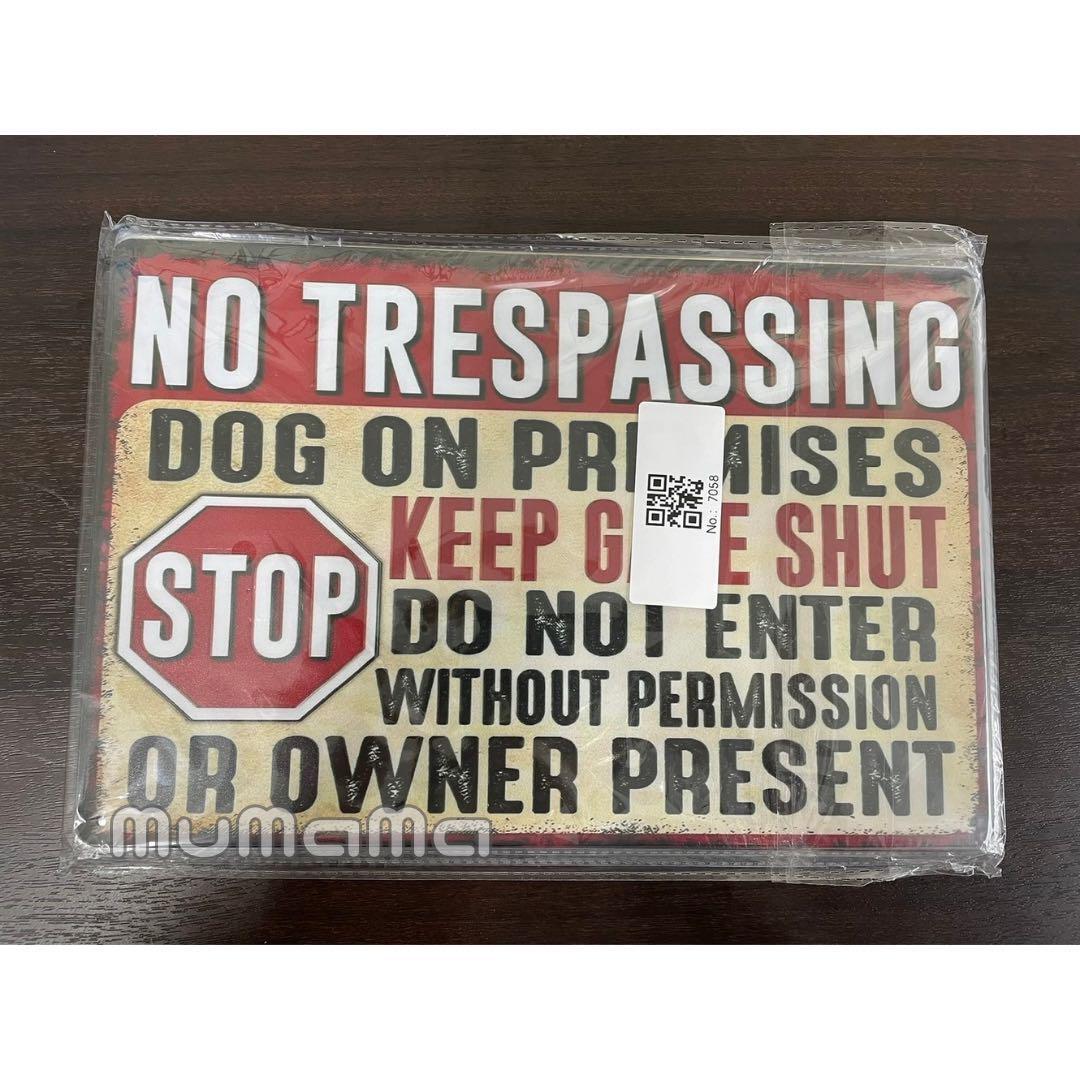 NO TRESPASSING
DOG ON PREMISES
STOP
KEEP GATE SHUT
DO NOT ENTER
WITHOUT PERMISSION
OR OWNER PRESENT
No.: 7058
mumama